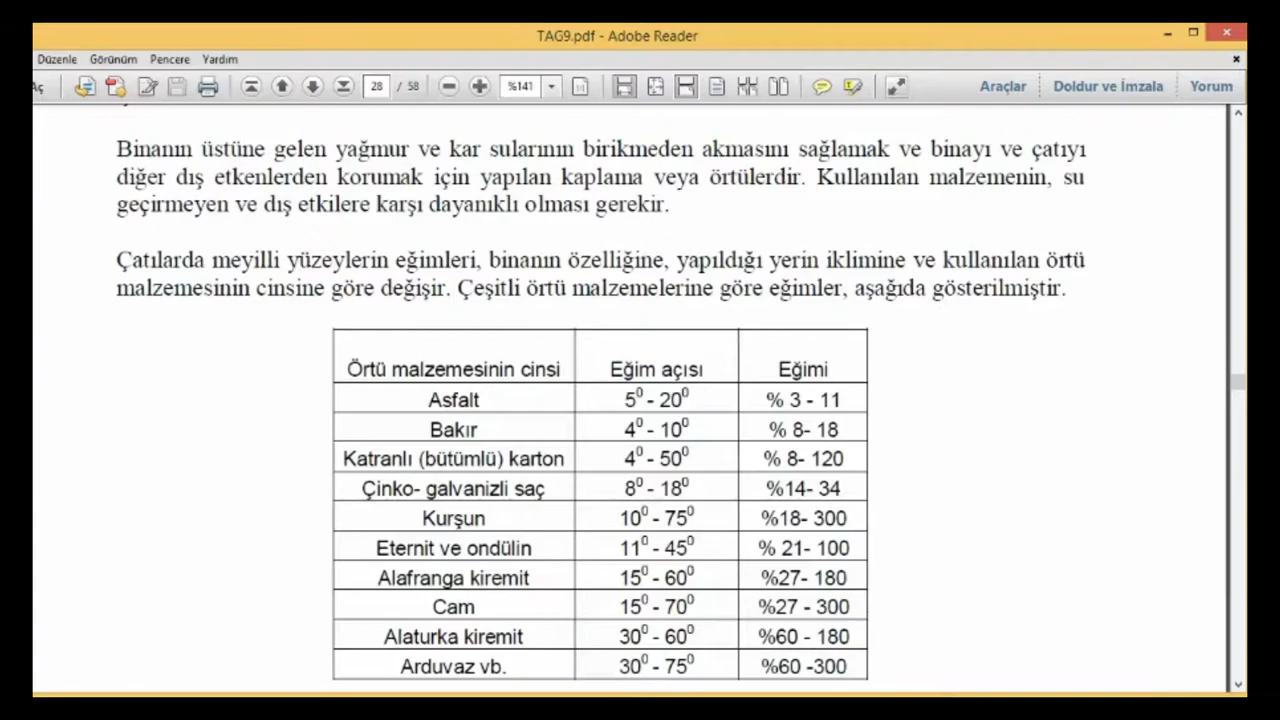 TAG9.pdf - Adobe Reader
Düzenle Görünüm Pencere Yardım
28 / 58 %141 Araçlar Doldur ve İmzala Yorum
Binanın üstüne gelen yağmur ve kar sularının birikmeden akmasını sağlamak ve binayı ve çatıyı
diğer dış etkenlerden korumak için yapılan kaplama veya örtülerdir. Kullanılan malzemenin, su
geçirmeyen ve dış etkilere karşı dayanıklı olması gerekir.
Çatılarda meyilli yüzeylerin eğimleri, binanın özelliğine, yapıldığı yerin iklimine ve kullanılan örtü
malzemesinin cinsine göre değişir. Çeşitli örtü malzemelerine göre eğimler, aşağıda gösterilmiştir.
Örtü malzemesinin cinsi Eğim açısı Eğimi
Asfalt 5⁰ - 20⁰ % 3 - 11
Bakır 4⁰ - 10⁰ % 8- 18
Katranlı (bütümlü) karton 4⁰ - 50⁰ % 8- 120
Çinko- galvanizli saç 8⁰ - 18⁰ %14- 34
Kurşun 10⁰ - 75⁰ %18- 300
Eternit ve ondülin 11⁰ - 45⁰ % 21- 100
Alafranga kiremit 15⁰ - 60⁰ %27- 180
Cam 15⁰ - 70⁰ %27 - 300
Alaturka kiremit 30⁰ - 60⁰ %60 - 180
Arduvaz vb. 30⁰ - 75⁰ %60 -300